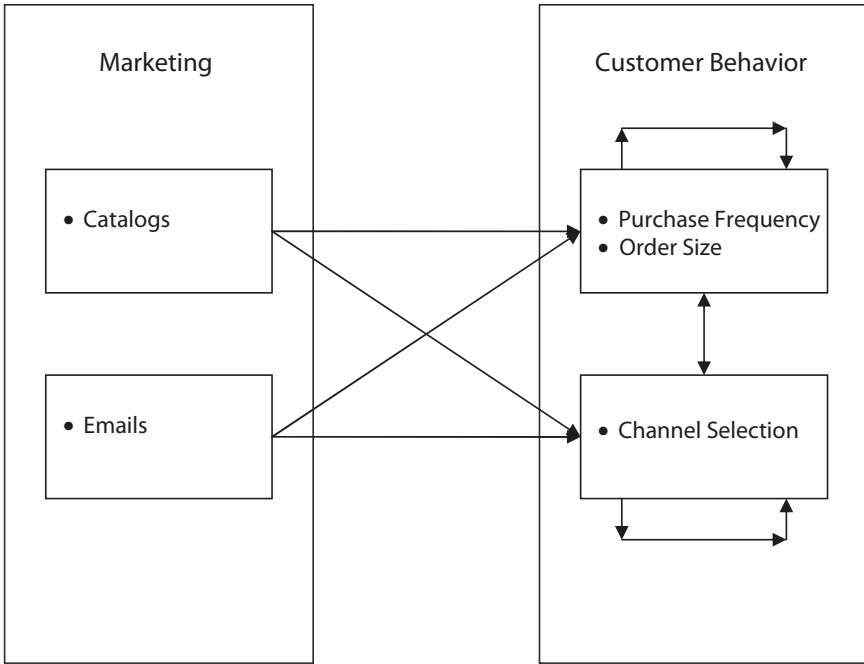 Marketing
Customer Behavior
• Catalogs
• Purchase Frequency
• Order Size
• Emails
• Channel Selection